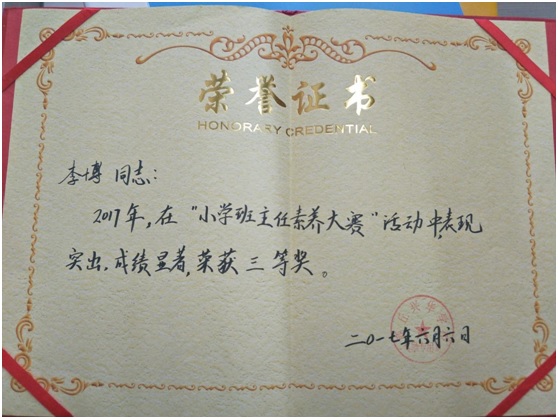 荣誉证书
HONORARY CREDENTIAL
李博同志：
2017年，在“小学班主任素养大赛”活动中，表现
突出，成绩显著，荣获三等奖。
二〇一七年六月六日